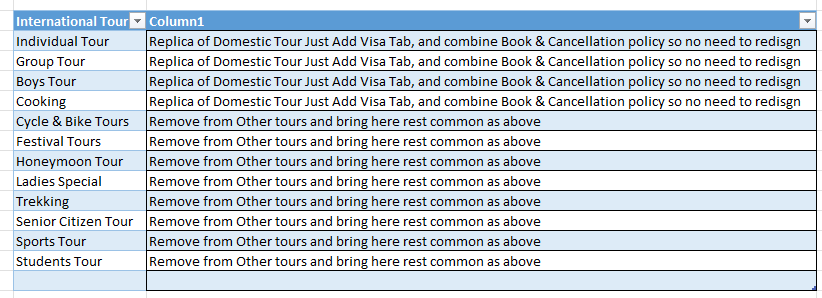 International Tour Column1
Individual Tour Replica of Domestic Tour Just Add Visa Tab, and combine Book & Cancellation policy so no need to redisgn
Group Tour Replica of Domestic Tour Just Add Visa Tab, and combine Book & Cancellation policy so no need to redisgn
Boys Tour Replica of Domestic Tour Just Add Visa Tab, and combine Book & Cancellation policy so no need to redisgn
Cooking Replica of Domestic Tour Just Add Visa Tab, and combine Book & Cancellation policy so no need to redisgn
Cycle & Bike Tours Remove from Other tours and bring here rest common as above
Festival Tours Remove from Other tours and bring here rest common as above
Honeymoon Tour Remove from Other tours and bring here rest common as above
Ladies Special Remove from Other tours and bring here rest common as above
Trekking Remove from Other tours and bring here rest common as above
Senior Citizen Tour Remove from Other tours and bring here rest common as above
Sports Tour Remove from Other tours and bring here rest common as above
Students Tour Remove from Other tours and bring here rest common as above